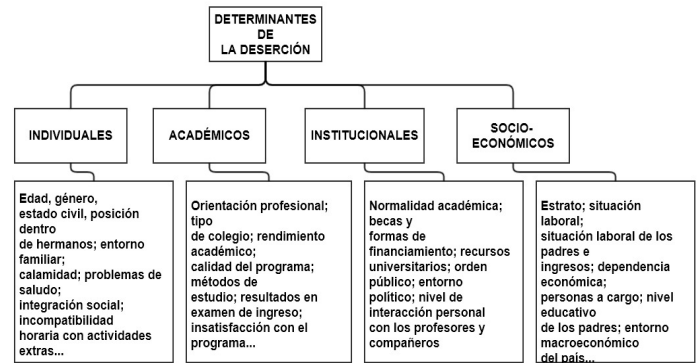 DETERMINANTES
DE
LA DESERCIÓN
INDIVIDUALES
ACADÉMICOS
INSTITUCIONALES
SOCIO-
ECONÓMICOS
Edad, género,
estado civil, posición
dentro
de hermanos; entorno
familiar;
calamidad; problemas de
saludo;
integración social;
incompatibilidad
horaria con actividades
extras...
Orientación profesional;
tipo
de colegio; rendimiento
académico;
calidad del programa;
métodos de
estudio; resultados en
examen de ingreso;
insatisfacción con el
programa...
Normalidad académica;
becas y
formas de
financiamiento; recursos
universitarios; orden
público; entorno
político; nivel de
interacción personal
con los profesores y
compañeros
Estrato; situación
laboral;
situación laboral de los
padres e
ingresos; dependencia
económica;
personas a cargo; nivel
educativo
de los padres; entorno
macroeconómico
del país...